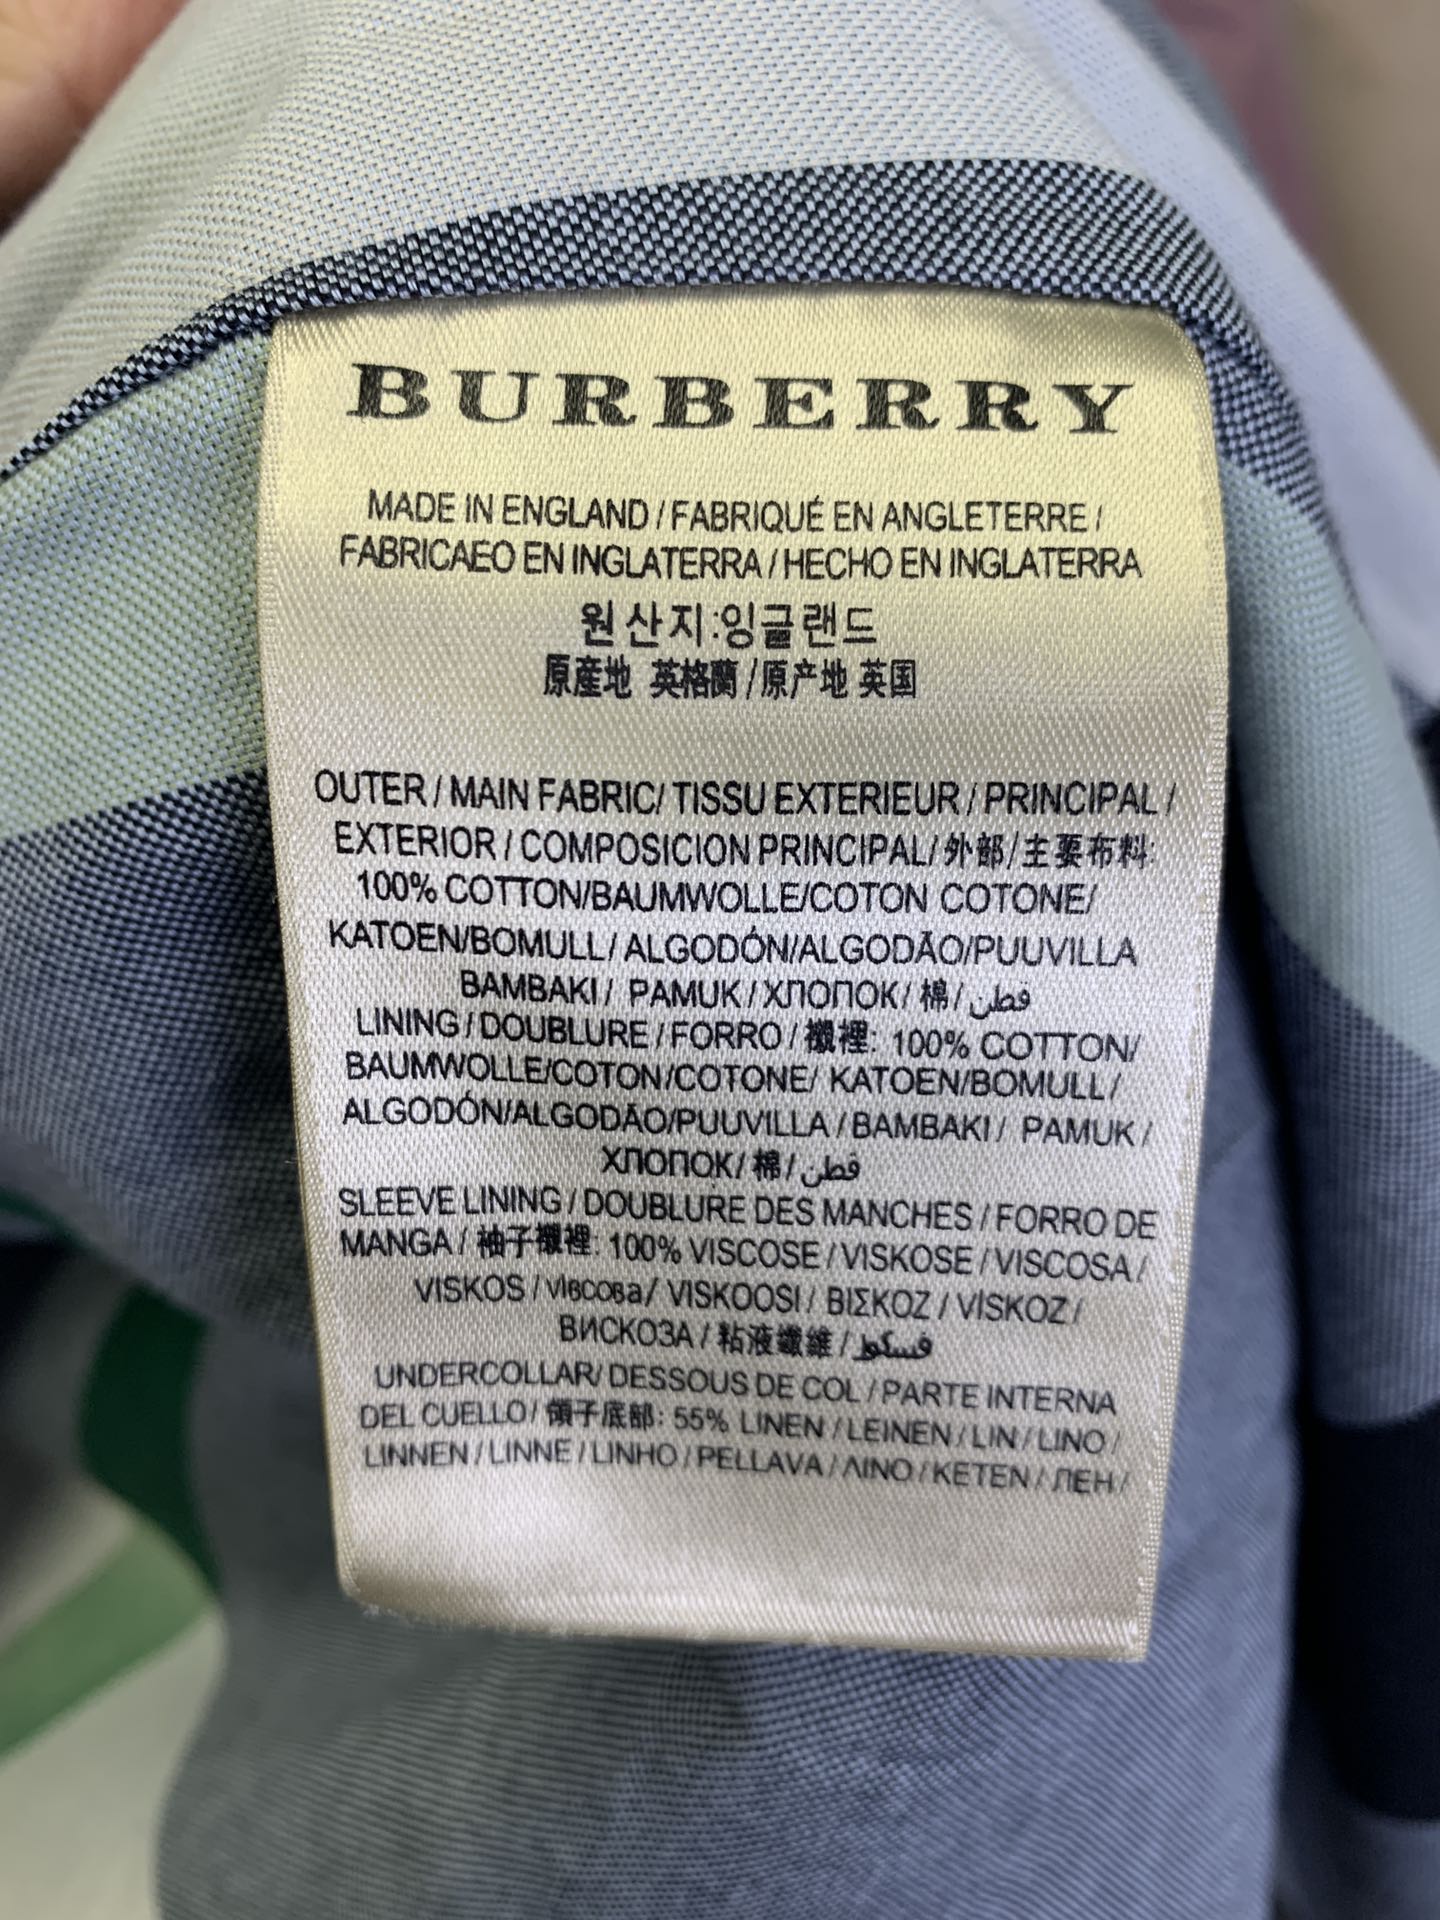 BURBERRY
MADE IN ENGLAND / FABRIQUÉ EN ANGLETERRE /
FABRICAEO EN INGLATERRA / HECHO EN INGLATERRA
원산지:잉글랜드
原產地 英格蘭 / 原产地 英国
OUTER / MAIN FABRIC/ TISSU EXTERIEUR / PRINCIPAL /
EXTERIOR / COMPOSICION PRINCIPAL/ 外部/主要布料:
100% COTTON/BAUMWOLLE/COTON COTONE/
KATOEN/BOMULL/ ALGODÓN/ALGODÃO/PUUVILLA
BAMBAKI / PAMUK / ХЛОПОК/ 棉 / قطن
LINING / DOUBLURE / FORRO / 襯裡: 100% COTTON/
BAUMWOLLE/COTON/COTONE/ KATOEN/BOMULL /
ALGODÓN/ALGODÃO/PUUVILLA / BAMBAKI / PAMUK /
ХЛОПОК/ 棉 / قطن
SLEEVE LINING / DOUBLURE DES MANCHES / FORRO DE
MANGA / 袖子襯裡: 100% VISCOSE / VISKOSE / VISCOSA /
VISKOS / vιвcoвa/ VISKOOSI / ΒΙΣΚΟΖ / VİSKOZ /
ВИСКОЗА / 粘液纖維 / فسكوز
UNDERCOLLAR/ DESSOUS DE COL / PARTE INTERNA
DEL CUELLO/ 領子底部: 55% LINEN / LEINEN / LIN / LINO /
LINNEN / LINNE / LINHO / PELLAVA / ΛΙΝΟ / KETEN / ЛЕН /